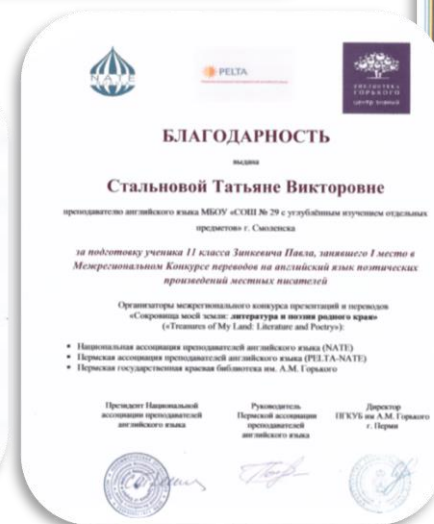 NATE
PELTA
БИБЛИОТЕКА
ГОРЬКОГО
центр знаний
БЛАГОДАРНОСТЬ
выдана
Стальновой Татьяне Викторовне
преподавателю английского языка МБОУ «СОШ № 29 с углублённым изучением отдельных
предметов» г. Смоленска
за подготовку ученика 11 класса Зинкевича Павла, занявшего I место в
Межрегиональном Конкурсе переводов на английский язык поэтических
произведений местных писателей
Организаторы межрегионального конкурса презентаций и переводов
«Сокровища моей земли: литература и поэзия родного края»
(«Treasures of My Land: Literature and Poetry»):
• Национальная ассоциация преподавателей английского языка (NATE)
• Пермская ассоциация преподавателей английского языка (PELTA-NATE)
• Пермская государственная краевая библиотека им. А.М. Горького
Президент Национальной
ассоциации преподавателей
английского языка
Руководитель
Пермской ассоциации
преподавателей
английского языка
Директор
ПГКУБ им А.М. Горького
г. Перми